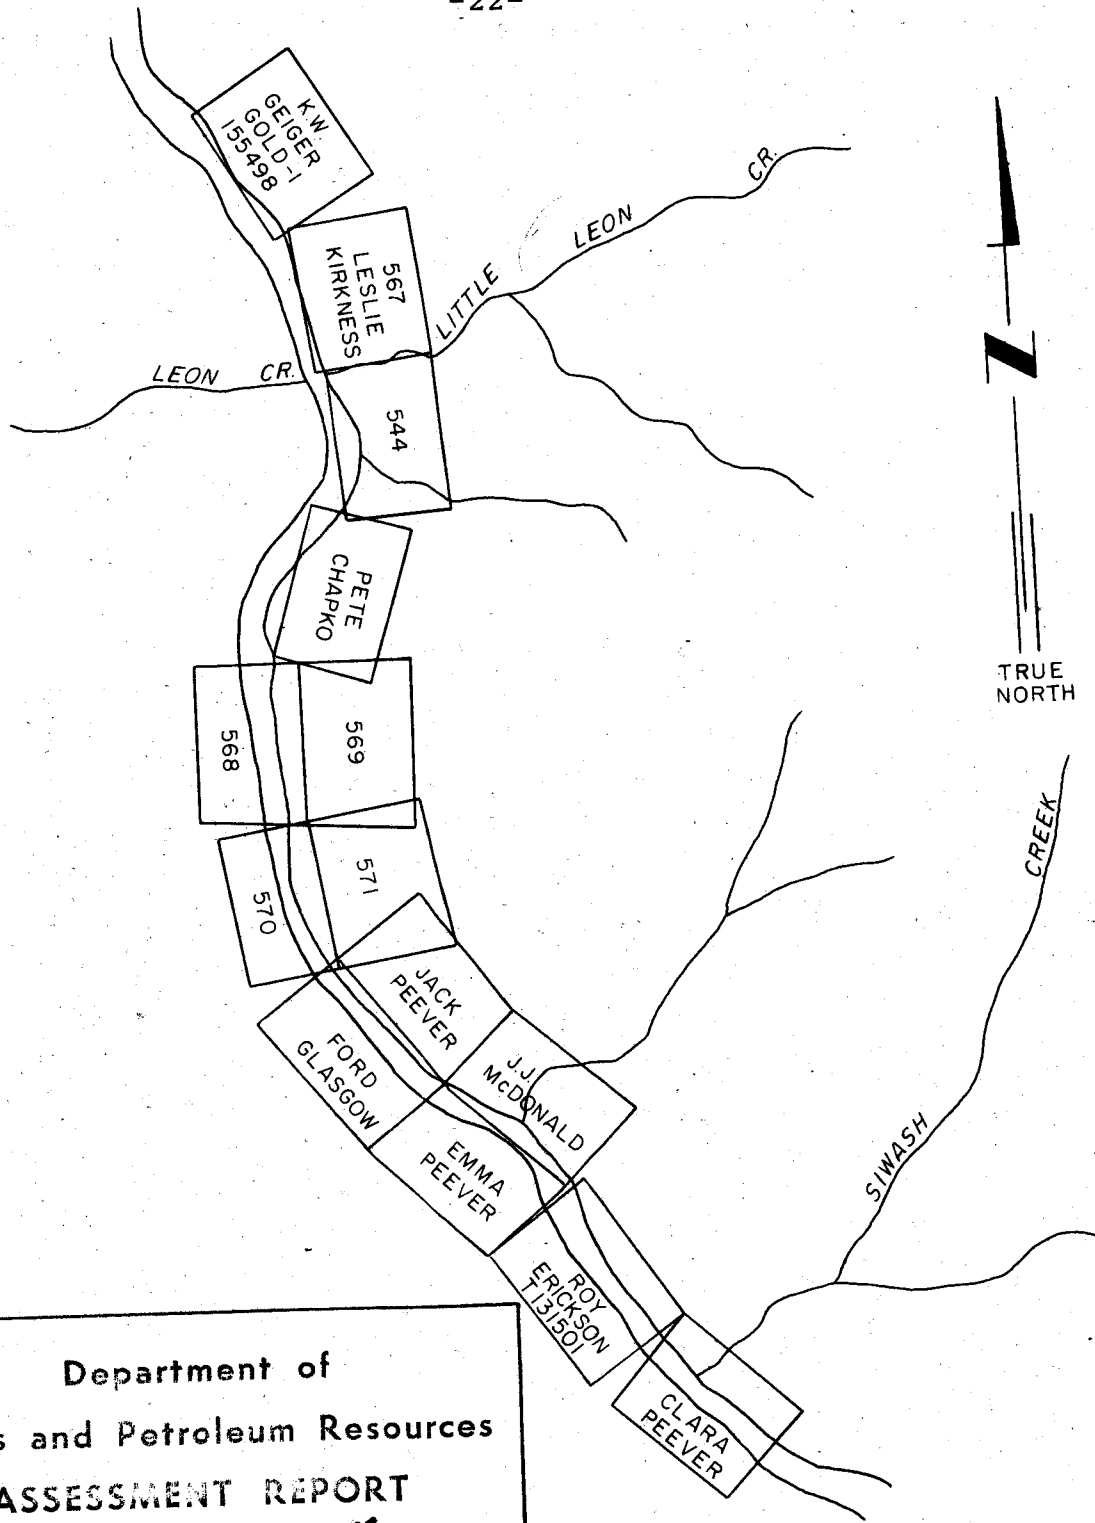 -22-
K.W.
GEIGER
GOLD-1
155498
567
LESLIE
KIRKNESS
LITTLE LEON CR.
LEON CR.
544
PETE
CHAPKO
TRUE
NORTH
568
569
570
571
JACK
PEEVER
FORD
GLASGOW
J.J.
McDONALD
EMMA
PEEVER
SIWASH CREEK
ROY
ERICKSON
T131501
CLARA
PEEVER
Department of
and Petroleum Resources
ASSESSMENT REPORT